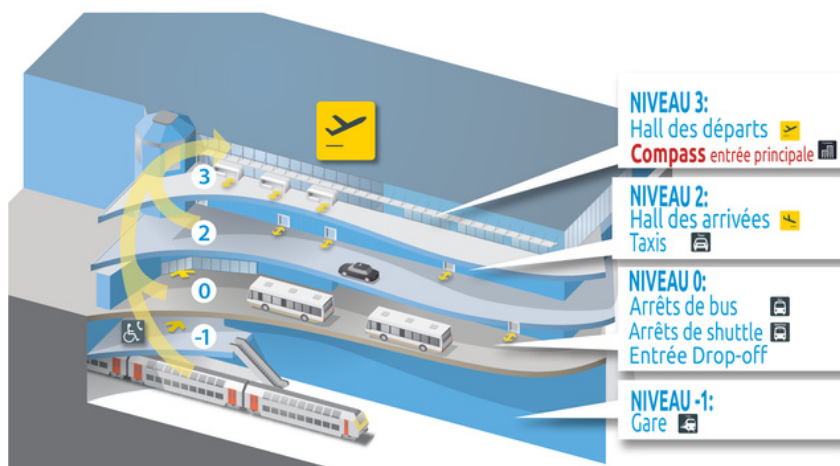 3
2
0
-1
NIVEAU 3:
Hall des départs
Compass entrée principale
NIVEAU 2:
Hall des arrivées
Taxis
NIVEAU 0:
Arrêts de bus
Arrêts de shuttle
Entrée Drop-off
NIVEAU -1:
Gare